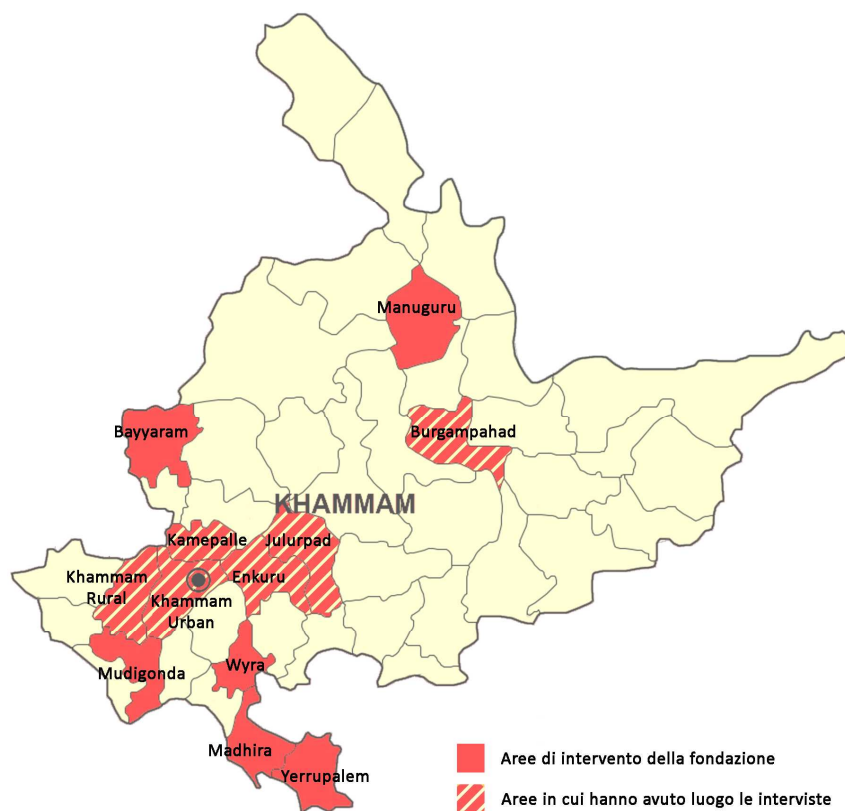 Manuguru
Bayyaram
Burgampahad
KHAMMAM
Kamepalle
Julurpad
Khammam
Rural
Enkuru
Khammam
Urban
Mudigonda
Wyra
Madhira
Yerrupalem
Aree di intervento della fondazione
Aree in cui hanno avuto luogo le interviste